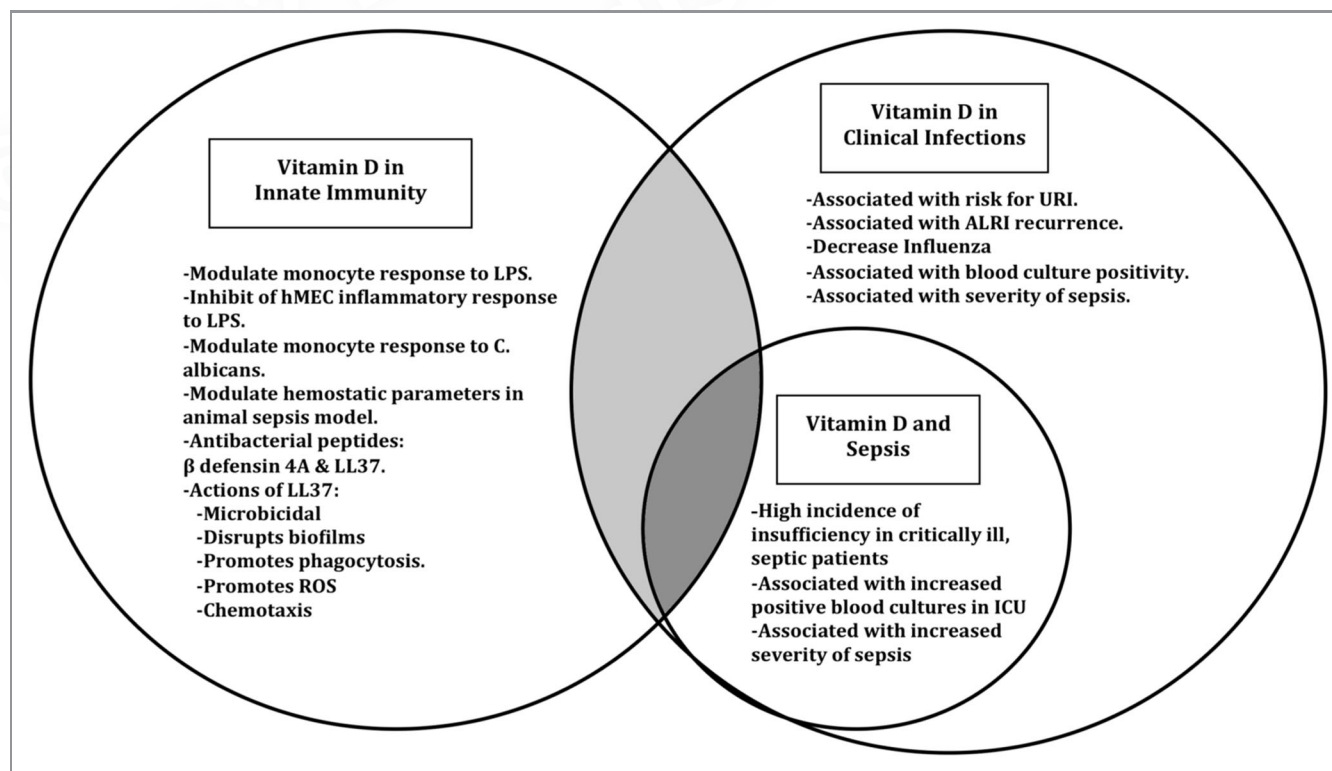 Vitamin D in
Innate Immunity
-Modulate monocyte response to LPS.
-Inhibit of hMEC inflammatory response
to LPS.
-Modulate monocyte response to C.
albicans.
-Modulate hemostatic parameters in
animal sepsis model.
-Antibacterial peptides:
β defensin 4A & LL37.
-Actions of LL37:
-Microbicidal
-Disrupts biofilms
-Promotes phagocytosis.
-Promotes ROS
-Chemotaxis
Vitamin D in
Clinical Infections
-Associated with risk for URI.
-Associated with ALRI recurrence.
-Decrease Influenza
-Associated with blood culture positivity.
-Associated with severity of sepsis.
Vitamin D and
Sepsis
-High incidence of
insufficiency in critically ill,
septic patients
-Associated with increased
positive blood cultures in ICU
-Associated with increased
severity of sepsis